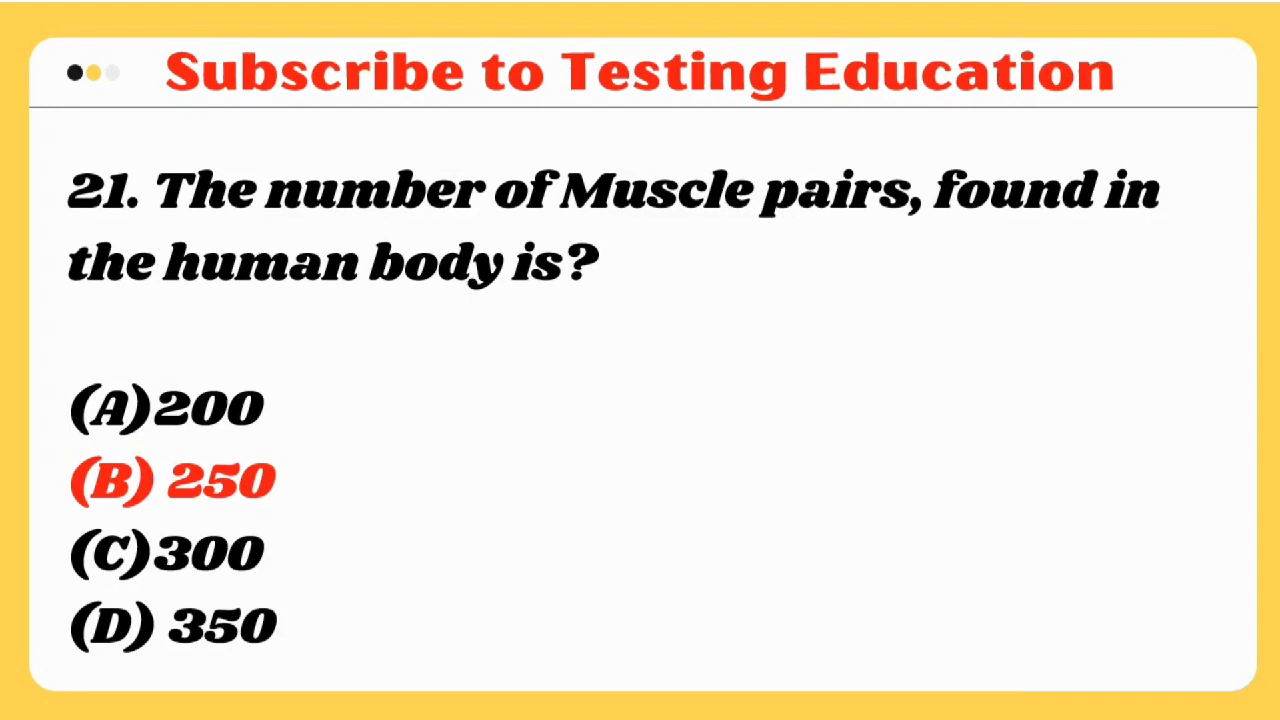 Subscribe to Testing Education
21. The number of Muscle pairs, found in
the human body is?
(A)200
(B) 250
(C)300
(D) 350